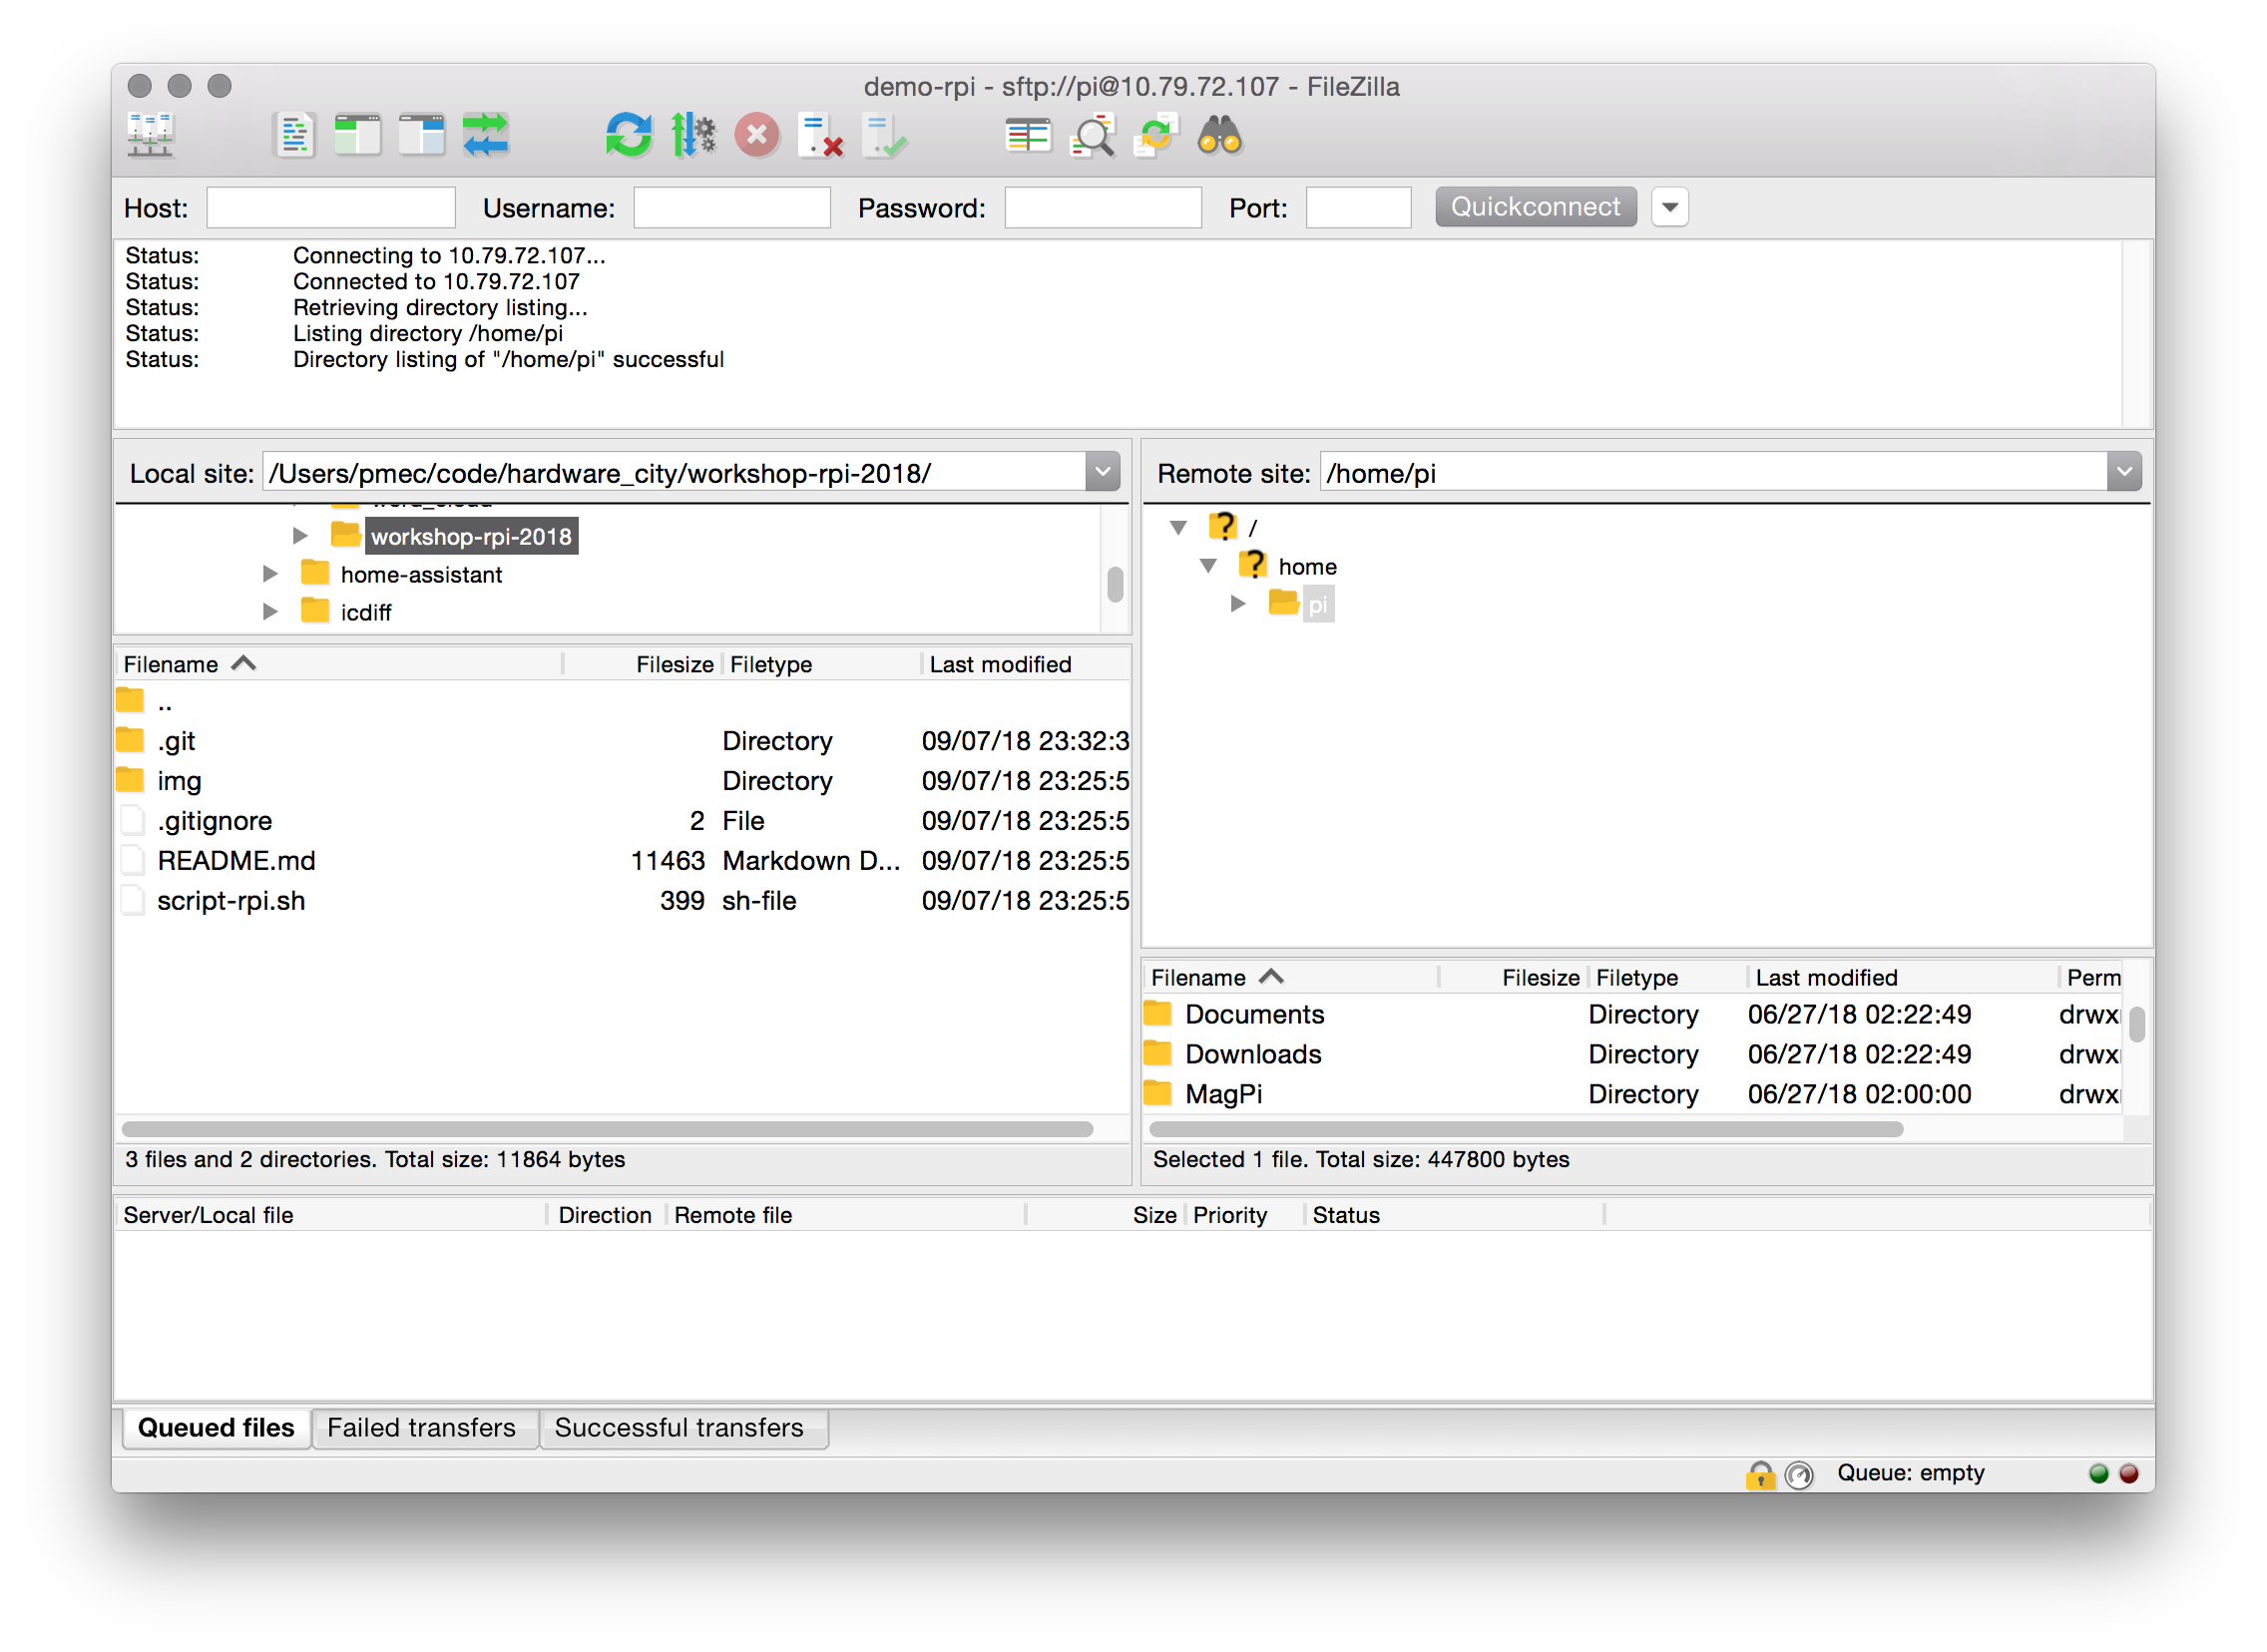 demo-rpi - sftp://pi@10.79.72.107 - FileZilla
Host: Username: Password: Port: Quickconnect
Status: Connecting to 10.79.72.107...
Status: Connected to 10.79.72.107
Status: Retrieving directory listing...
Status: Listing directory /home/pi
Status: Directory listing of "/home/pi" successful
Local site: /Users/pmec/code/hardware_city/workshop-rpi-2018/
word_cloud
workshop-rpi-2018
home-assistant
icdiff
Filename Filesize Filetype Last modified
..
.git Directory 09/07/18 23:32:3
img Directory 09/07/18 23:25:5
.gitignore 2 File 09/07/18 23:25:5
README.md 11463 Markdown D... 09/07/18 23:25:5
script-rpi.sh 399 sh-file 09/07/18 23:25:5
3 files and 2 directories. Total size: 11864 bytes
Remote site: /home/pi
/
home
pi
Filename Filesize Filetype Last modified Perm
Documents Directory 06/27/18 02:22:49 drwx
Downloads Directory 06/27/18 02:22:49 drwx
MagPi Directory 06/27/18 02:00:00 drwx
Selected 1 file. Total size: 447800 bytes
Server/Local file Direction Remote file Size Priority Status
Queued files Failed transfers Successful transfers
Queue: empty